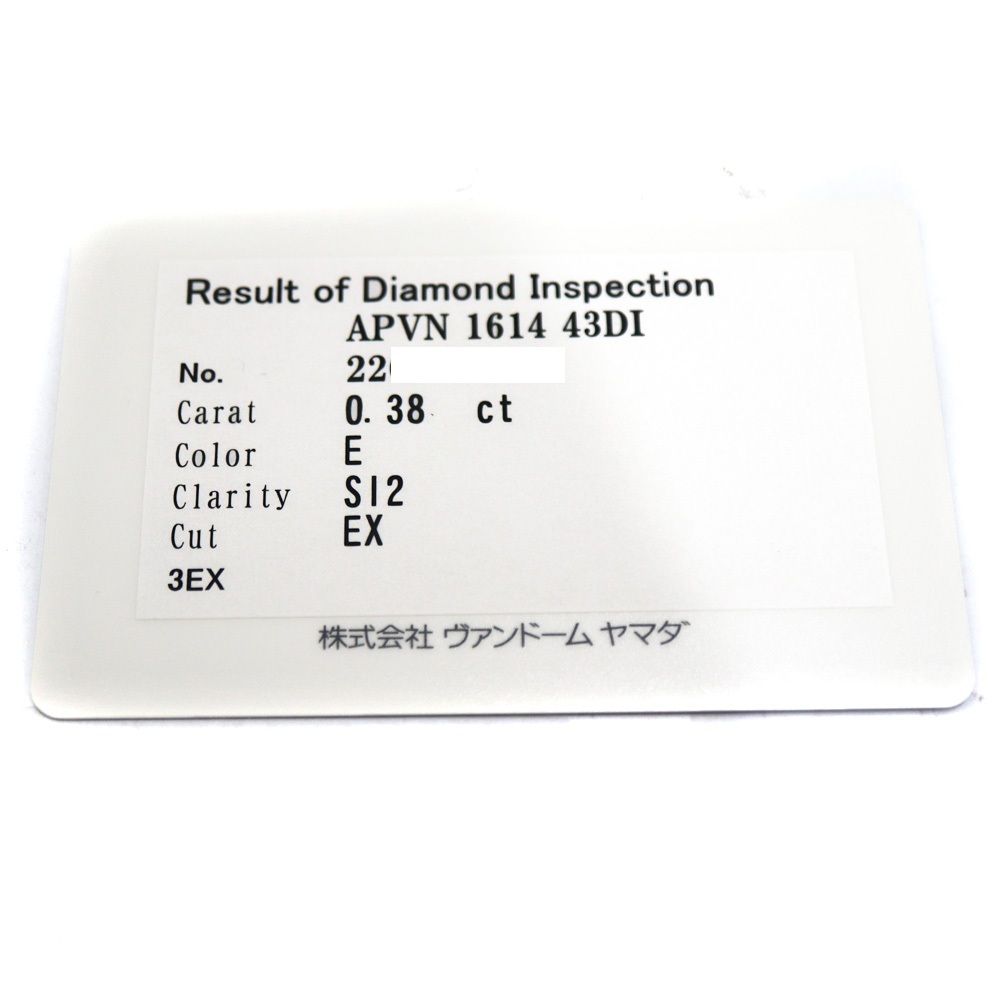 Result of Diamond Inspection
APVN 1614 43DI
No. 22
Carat 0.38 ct
Color E
Clarity SI2
Cut EX
3EX
株式会社 ヴァンドーム ヤマダ